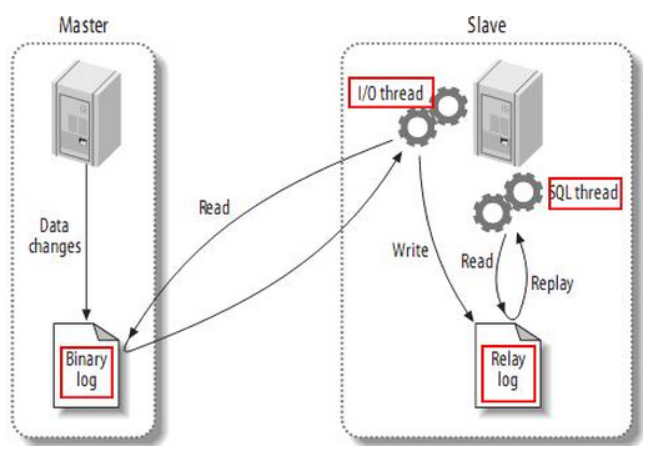 Master
Slave
I/O thread
SQL thread
Read
Data
changes
Write
Read
Replay
Binary
log
Relay
log